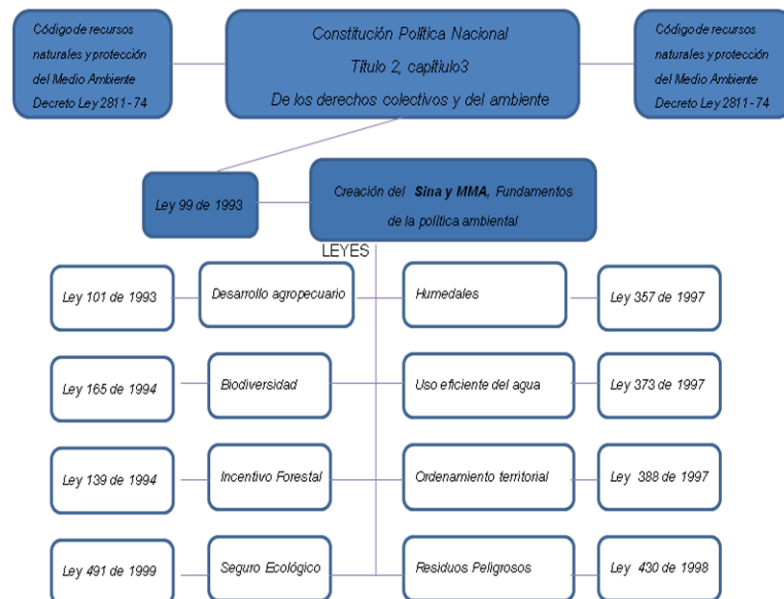 Código de recursos
naturales y protección
del Medio Ambiente
Decreto Ley 2811 - 74
Constitución Política Nacional
Título 2, capítiulo3
De los derechos colectivos y del ambiente
Código de recursos
naturales y protección
del Medio Ambiente
Decreto Ley 2811 - 74
Ley 99 de 1993
Creación del Sina y MMA, Fundamentos
de la política ambiental
LEYES
Ley 101 de 1993
Desarrollo agropecuario
Humedales
Ley 357 de 1997
Ley 165 de 1994
Biodiversidad
Uso eficiente del agua
Ley 373 de 1997
Ley 139 de 1994
Incentivo Forestal
Ordenamiento territorial
Ley 388 de 1997
Ley 491 de 1999
Seguro Ecológico
Residuos Peligrosos
Ley 430 de 1998